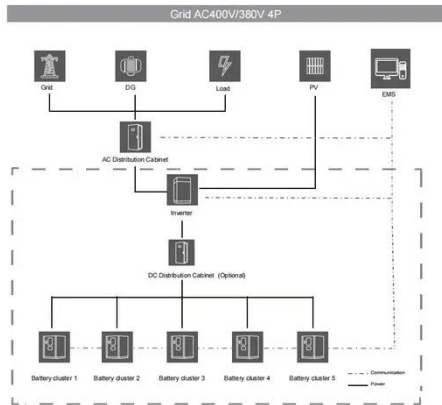 Grid AC400V/380V 4P
Grid
DG
Load
PV
EMS
AC Distribution Cabinet
Inverter
DC Distribution Cabinet (Optional)
Battery cluster 1
Battery cluster 2
Battery cluster 3
Battery cluster 4
Battery cluster 5
Communication
Power